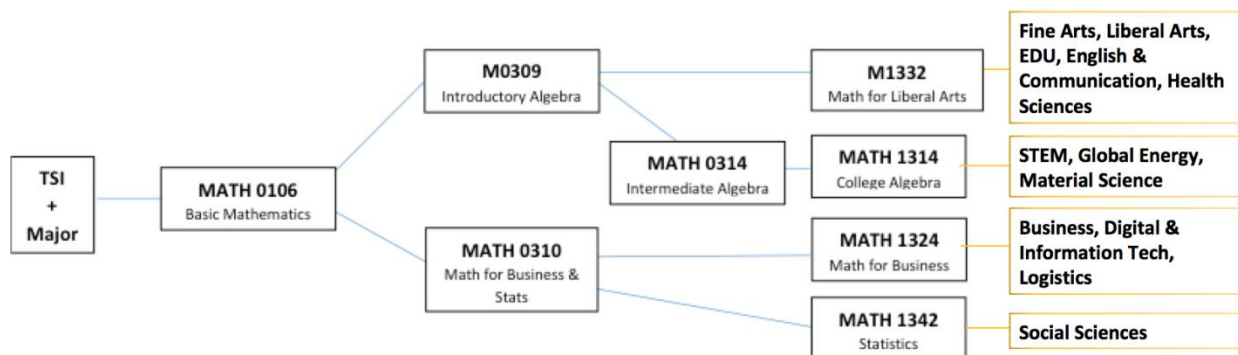 TSI
+
Major
MATH 0106
Basic Mathematics
M0309
Introductory Algebra
MATH 0310
Math for Business &
Stats
MATH 0314
Intermediate Algebra
M1332
Math for Liberal Arts
MATH 1314
College Algebra
MATH 1324
Math for Business
MATH 1342
Statistics
Fine Arts, Liberal Arts,
EDU, English &
Communication, Health
Sciences
STEM, Global Energy,
Material Science
Business, Digital &
Information Tech,
Logistics
Social Sciences